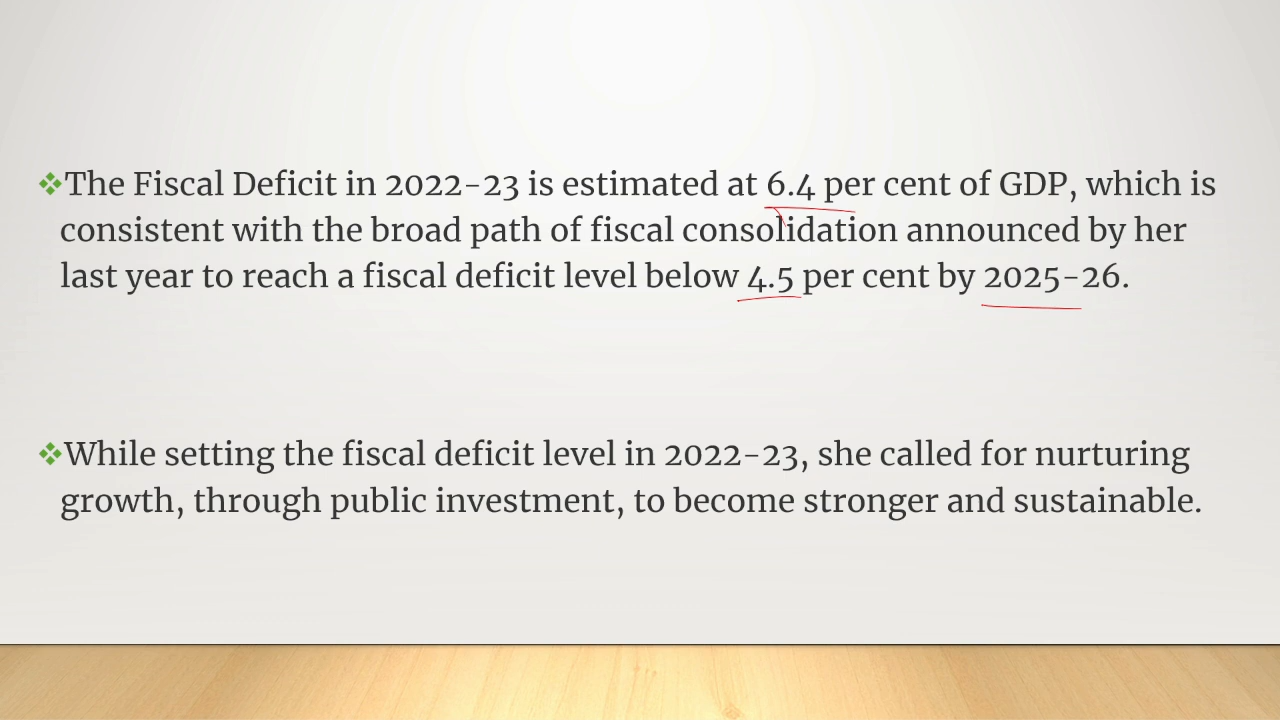 ❖The Fiscal Deficit in 2022-23 is estimated at 6.4 per cent of GDP, which is
consistent with the broad path of fiscal consolidation announced by her
last year to reach a fiscal deficit level below 4.5 per cent by 2025-26.
❖While setting the fiscal deficit level in 2022-23, she called for nurturing
growth, through public investment, to become stronger and sustainable.